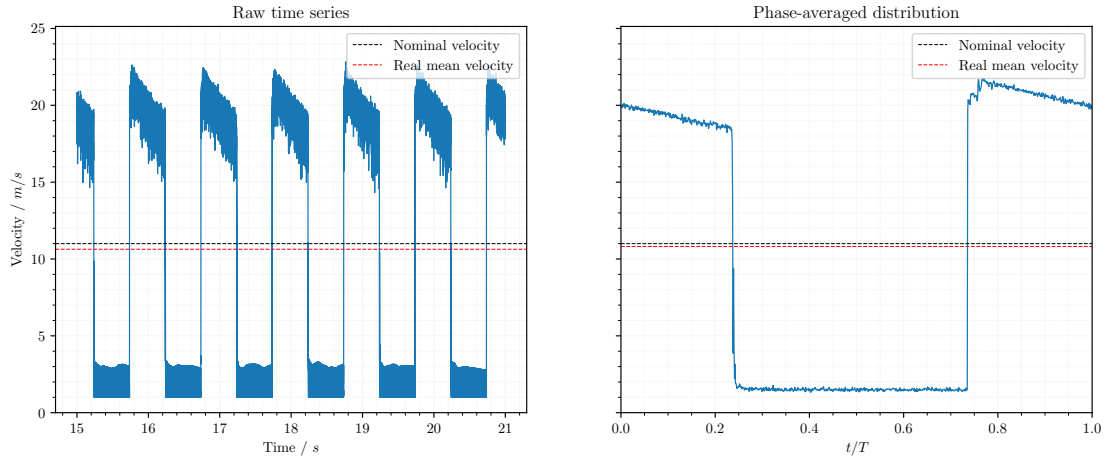 Raw time series
25
20
15
10
5
0
Velocity / m/s
Nominal velocity
Real mean velocity
15 16 17 18 19 20 21
Time / s
Phase-averaged distribution
Nominal velocity
Real mean velocity
0.0 0.2 0.4 0.6 0.8 1.0
t/T